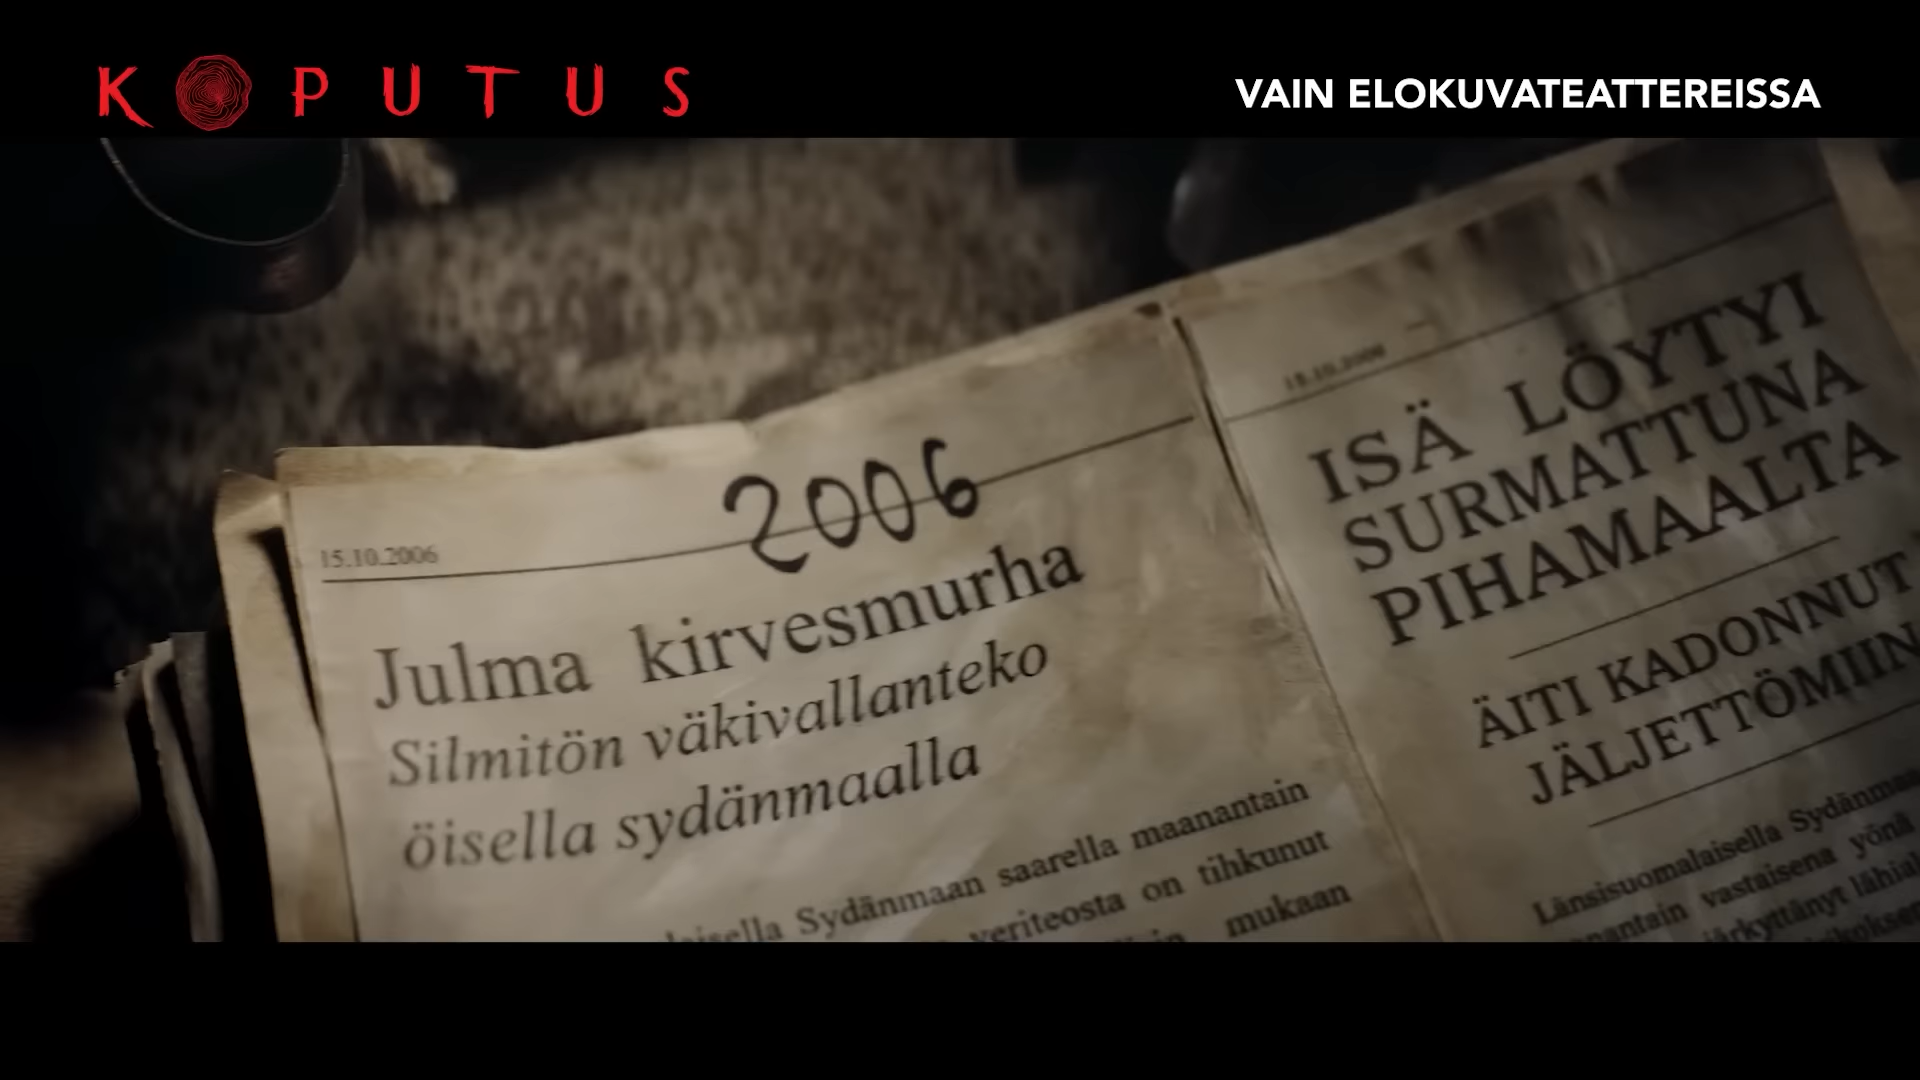 KOPUTUS
VAIN ELOKUVATEATTEREISSA
2006
15.10.2006
Julma kirvesmurha
Silmitön väkivallanteko
öisella sydänmaalla
Sydänmaan saarella maanantain
veriteosta on tihkunut
mukaan
ISÄ LÖYTYI
SURMATTUNA
PIHAMAALTA
ÄITI KADONNUT
JÄLJETTÖMIIN
Länsisuomalaisella
vastaisena yönä